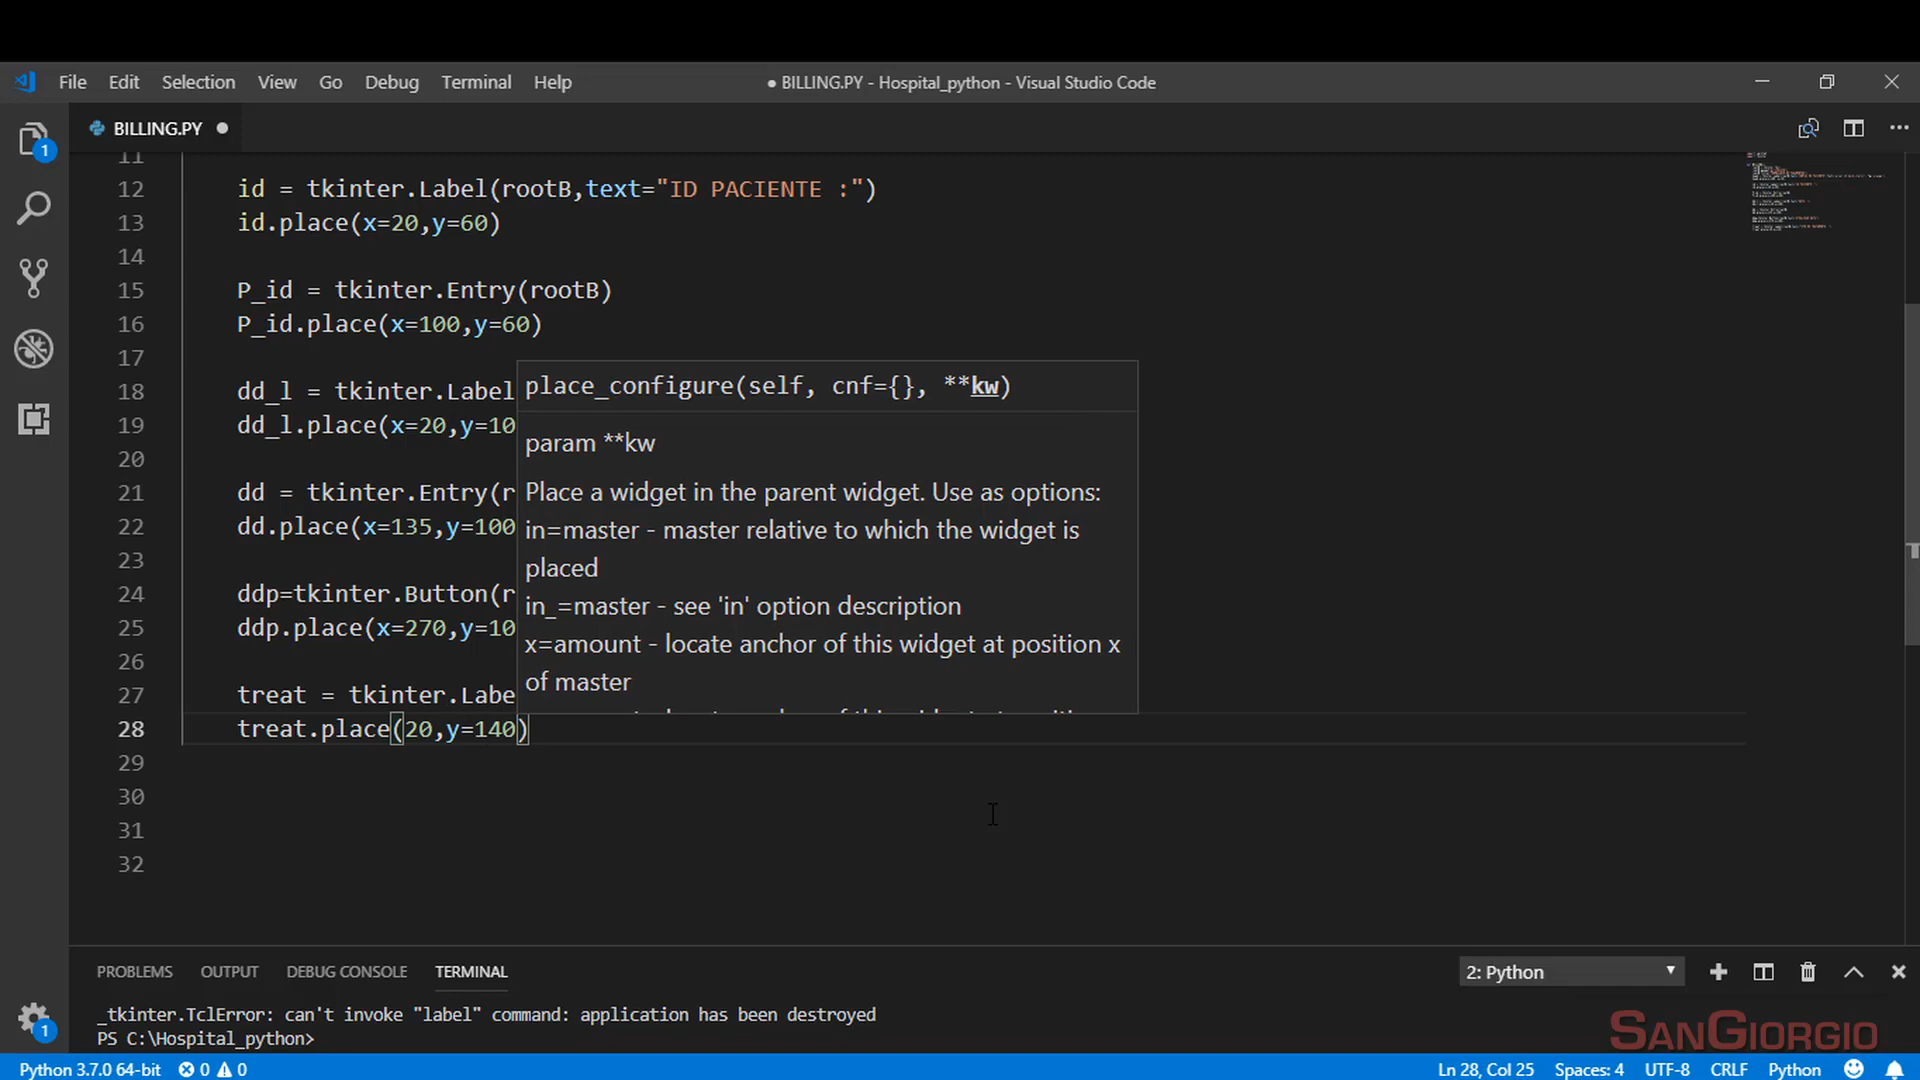 File Edit Selection View Go Debug Terminal Help ● BILLING.PY - Hospital_python - Visual Studio Code
BILLING.PY
1
11
12 id = tkinter.Label(rootB,text="ID PACIENTE :")
13 id.place(x=20,y=60)
14
15 P_id = tkinter.Entry(rootB)
16 P_id.place(x=100,y=60)
17
18 dd_l = tkinter.Label
19 dd_l.place(x=20,y=10
20
21 dd = tkinter.Entry(r
22 dd.place(x=135,y=100
23
24 ddp=tkinter.Button(r
25 ddp.place(x=270,y=10
26
27 treat = tkinter.Labe
28 treat.place(20,y=140)
29
30
31
32
place_configure(self, cnf={}, **kw)
param **kw
Place a widget in the parent widget. Use as options:
in=master - master relative to which the widget is
placed
in_=master - see 'in' option description
x=amount - locate anchor of this widget at position x
of master
PROBLEMS OUTPUT DEBUG CONSOLE TERMINAL 2: Python
_tkinter.TclError: can't invoke "label" command: application has been destroyed
PS C:\Hospital_python>
1
SANGIORGIO
Python 3.7.0 64-bit 0 0 Ln 28, Col 25 Spaces: 4 UTF-8 CRLF Python